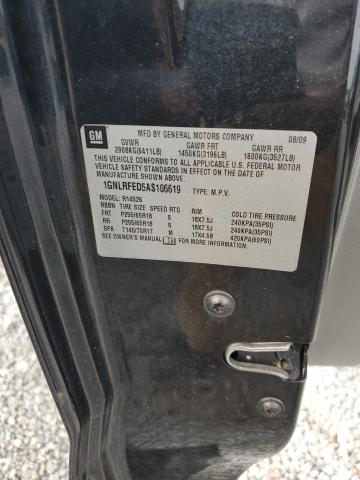 GM
MFD BY GENERAL MOTORS COMPANY 08/09
GVWR GAWR FRT GAWR RR
2908KG(6411LB) 1450KG(3196LB) 1600KG(3527LB)
THIS VEHICLE CONFORMS TO ALL APPLICABLE U.S. FEDERAL MOTOR
VEHICLE SAFETY STANDARDS IN EFFECT ON THE DATE OF
MANUFACTURE SHOWN ABOVE.
1GNLRFED5AS106619 TYPE: M.P.V.
MODEL: R14526
RBBN TIRE SIZE SPEED RTG RIM COLD TIRE PRESSURE
FRT P255/65R18 S 18X7.5J 240KPA(35PSI)
RR P255/65R18 S 18X7.5J 240KPA(35PSI)
SPA T145/70R17 M 17X4.5B 420KPA(60PSI)
SEE OWNER'S MANUAL FOR MORE INFORMATION.